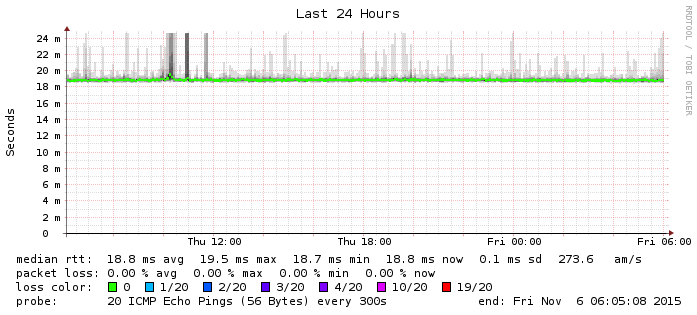 Last 24 Hours
RRDTOOL / TOBI OETIKER
Seconds
24 m
22 m
20 m
18 m
16 m
14 m
12 m
10 m
8 m
6 m
4 m
2 m
0
Thu 12:00 Thu 18:00 Fri 00:00 Fri 06:00
median rtt: 18.8 ms avg 19.5 ms max 18.7 ms min 18.8 ms now 0.1 ms sd 273.6 am/s
packet loss: 0.00 % avg 0.00 % max 0.00 % min 0.00 % now
loss color: 0 1/20 2/20 3/20 4/20 10/20 19/20
probe: 20 ICMP Echo Pings (56 Bytes) every 300s end: Fri Nov 6 06:05:08 2015